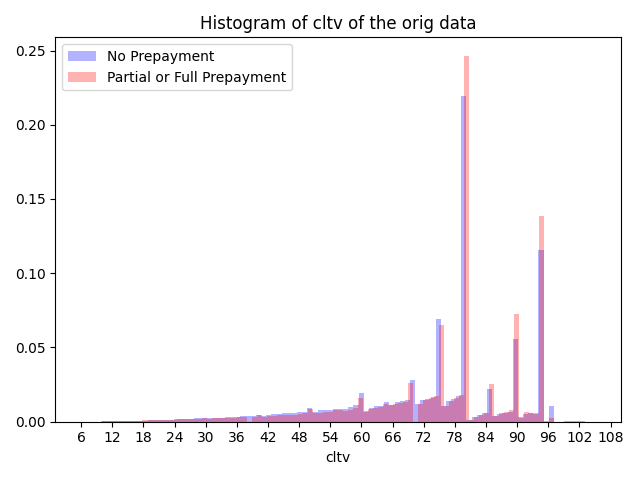 Histogram of cltv of the orig data
No Prepayment
Partial or Full Prepayment
0.25
0.20
0.15
0.10
0.05
0.00
6 12 18 24 30 36 42 48 54 60 66 72 78 84 90 96 102 108
cltv